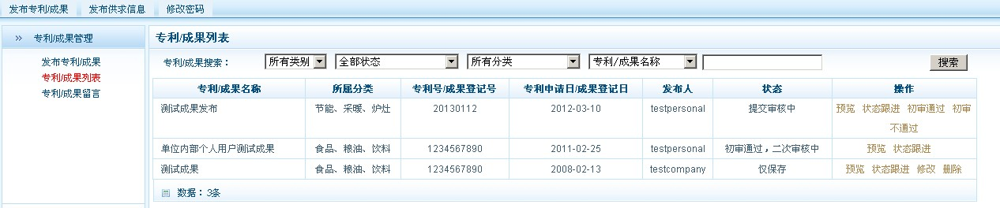 发布专利/成果 发布供求信息 修改密码
专利/成果管理
发布专利/成果
专利/成果列表
专利/成果留言
专利/成果列表
专利/成果搜索： 所有类别 全部状态 所有分类 专利/成果名称 搜索
专利/成果名称 所属分类 专利号/成果登记号 专利申请日/成果登记日 发布人 状态 操作
测试成果发布 节能、采暖、炉灶 20130112 2012-03-10 testpersonal 提交审核中 预览 状态跟进 初审通过 初审
不通过
单位内部个人用户测试成果 食品、粮油、饮料 1234567890 2011-02-25 testpersonal 初审通过，二次审核中 预览 状态跟进
测试成果 食品、粮油、饮料 1234567890 2008-02-13 testcompany 仅保存 预览 状态跟进 修改 删除
数据：3条